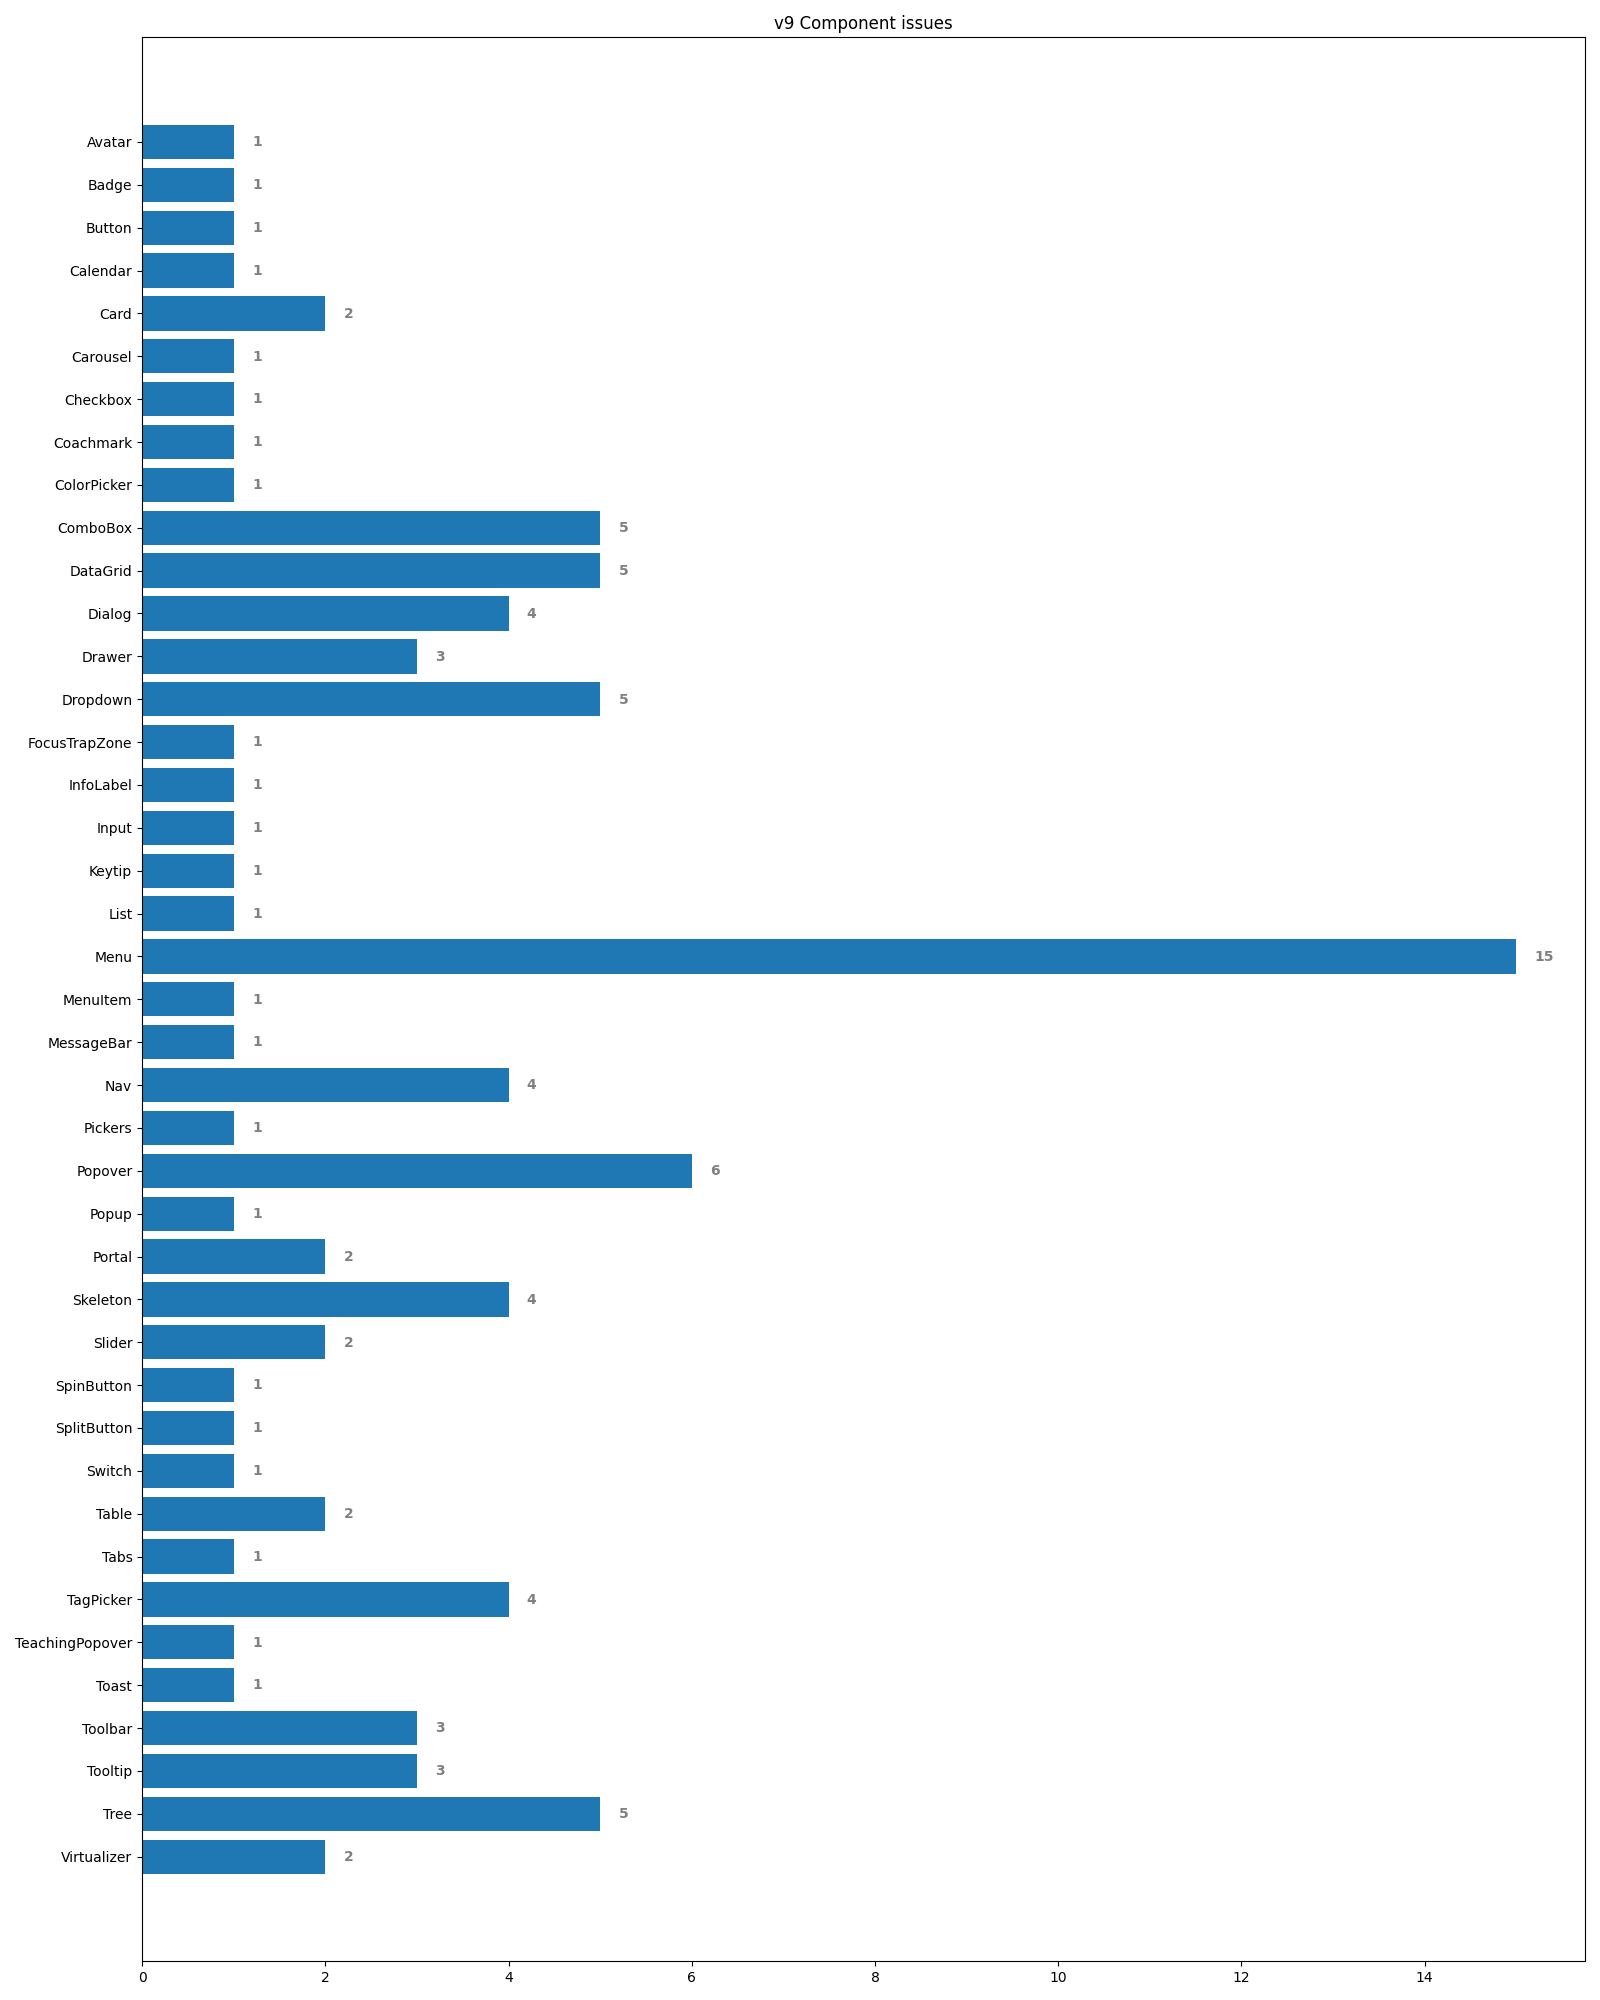 v9 Component issues
Avatar 1
Badge 1
Button 1
Calendar 1
Card 2
Carousel 1
Checkbox 1
Coachmark 1
ColorPicker 1
ComboBox 5
DataGrid 5
Dialog 4
Drawer 3
Dropdown 5
FocusTrapZone 1
InfoLabel 1
Input 1
Keytip 1
List 1
Menu 15
MenuItem 1
MessageBar 1
Nav 4
Pickers 1
Popover 6
Popup 1
Portal 2
Skeleton 4
Slider 2
SpinButton 1
SplitButton 1
Switch 1
Table 2
Tabs 1
TagPicker 4
TeachingPopover 1
Toast 1
Toolbar 3
Tooltip 3
Tree 5
Virtualizer 2
0 2 4 6 8 10 12 14